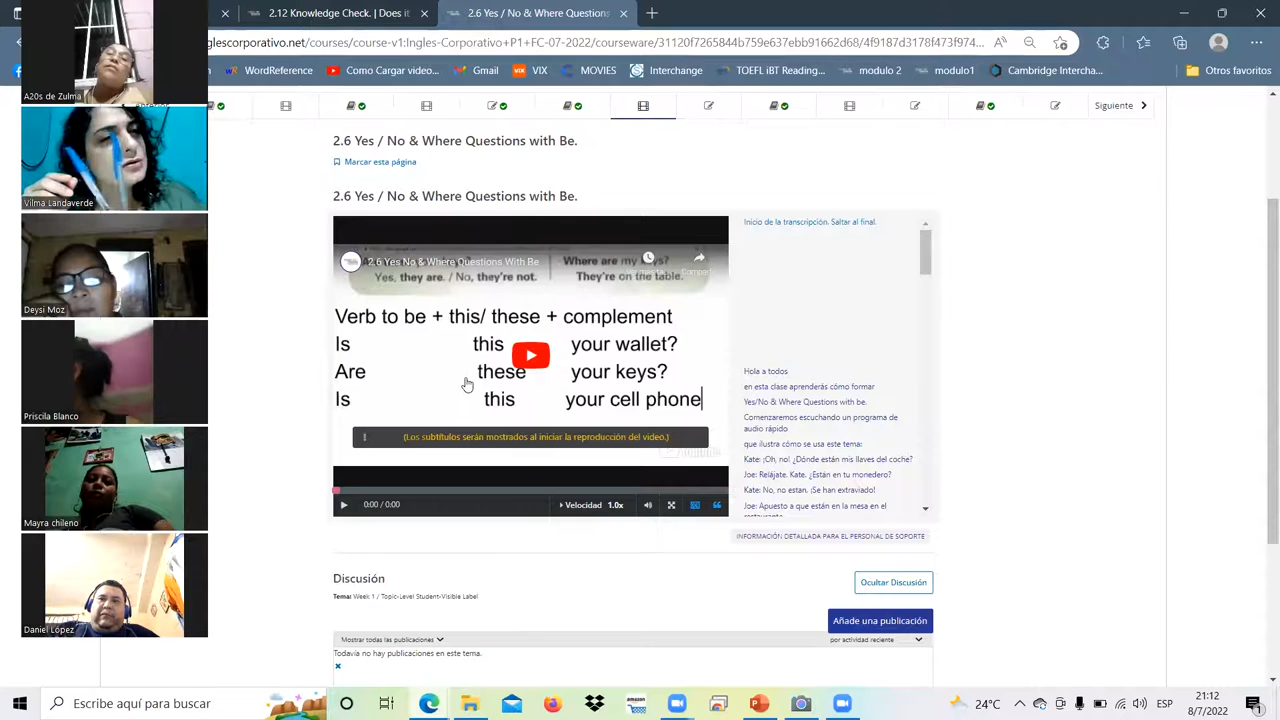 2.12 Knowtown: Does it
2.6 Yes / No & Where Questions
nglescorporativo.net/courses/course-v1:Ingles-Corporativo+P1+FC-07-2022/courseware/31120f7265844b759e637ebb91662d68/4f9187d3178f473f974...
WordReference
Como Cargar video...
Gmail
VIX
MOVIES
Interchange
TOEFL iBT Reading...
modulo 2
modulo 1
Cambridge Intercha...
Otros favoritos
Siguiente
2.6 Yes / No & Where Questions with Be.
Marcar esta página
2.6 Yes / No & Where Questions with Be.
2.6 Yes No & Where Questions With Be
Where are my keys?
Yes, they are. / No, they're not.
They're on the table.
Verb to be + this/ these + complement
Is this your wallet?
Are these your keys?
Is this your cell phone
(Los subtítulos serán mostrados al iniciar la reproducción del video.)
0:00 / 0:00
Velocidad 1.0x
Inicio de la transcripción. Saltar al final.
Hola a todos
en esta clase aprenderás cómo formar
Yes/No & Where Questions with be.
Comenzaremos escuchando un programa de
audio rápido
que ilustra cómo se usa este tema:
Kate: ¡Oh, no! ¿Dónde están mis llaves del coche?
Joe: Relájate. Kate. ¿Están en tu monedero?
Kate: No, no estan. ¡Se han extraviado!
Joe: Apuesto a que están en la mesa en el
restaurante
INFORMACIÓN DETALLADA PARA EL PERSONAL DE SOPORTE
Discusión
Tema: Week 1 / Topic-Level Student-Visible Label
Ocultar Discusión
Añade una publicación
Mostrar todas las publicaciones
por actividad reciente
Todavía no hay publicaciones en este tema.
A20s de Zulma
Vilma Landaverde
Deysi Moz
Priscila Blanco
Mayra chileno
Daniel López
Escribe aquí para buscar
amazon
24°C
ESP
21:12
8/7/2022
1